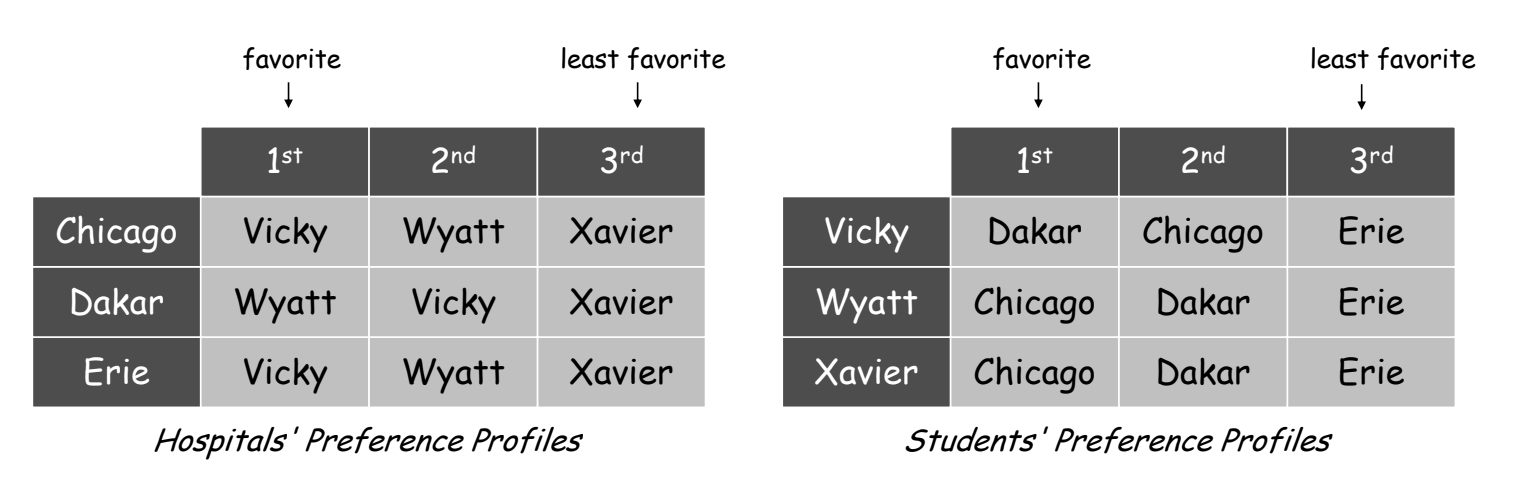 favorite least favorite favorite least favorite
1st 2nd 3rd 1st 2nd 3rd
Chicago Vicky Wyatt Xavier Vicky Dakar Chicago Erie
Dakar Wyatt Vicky Xavier Wyatt Chicago Dakar Erie
Erie Vicky Wyatt Xavier Xavier Chicago Dakar Erie
Hospitals' Preference Profiles Students' Preference Profiles